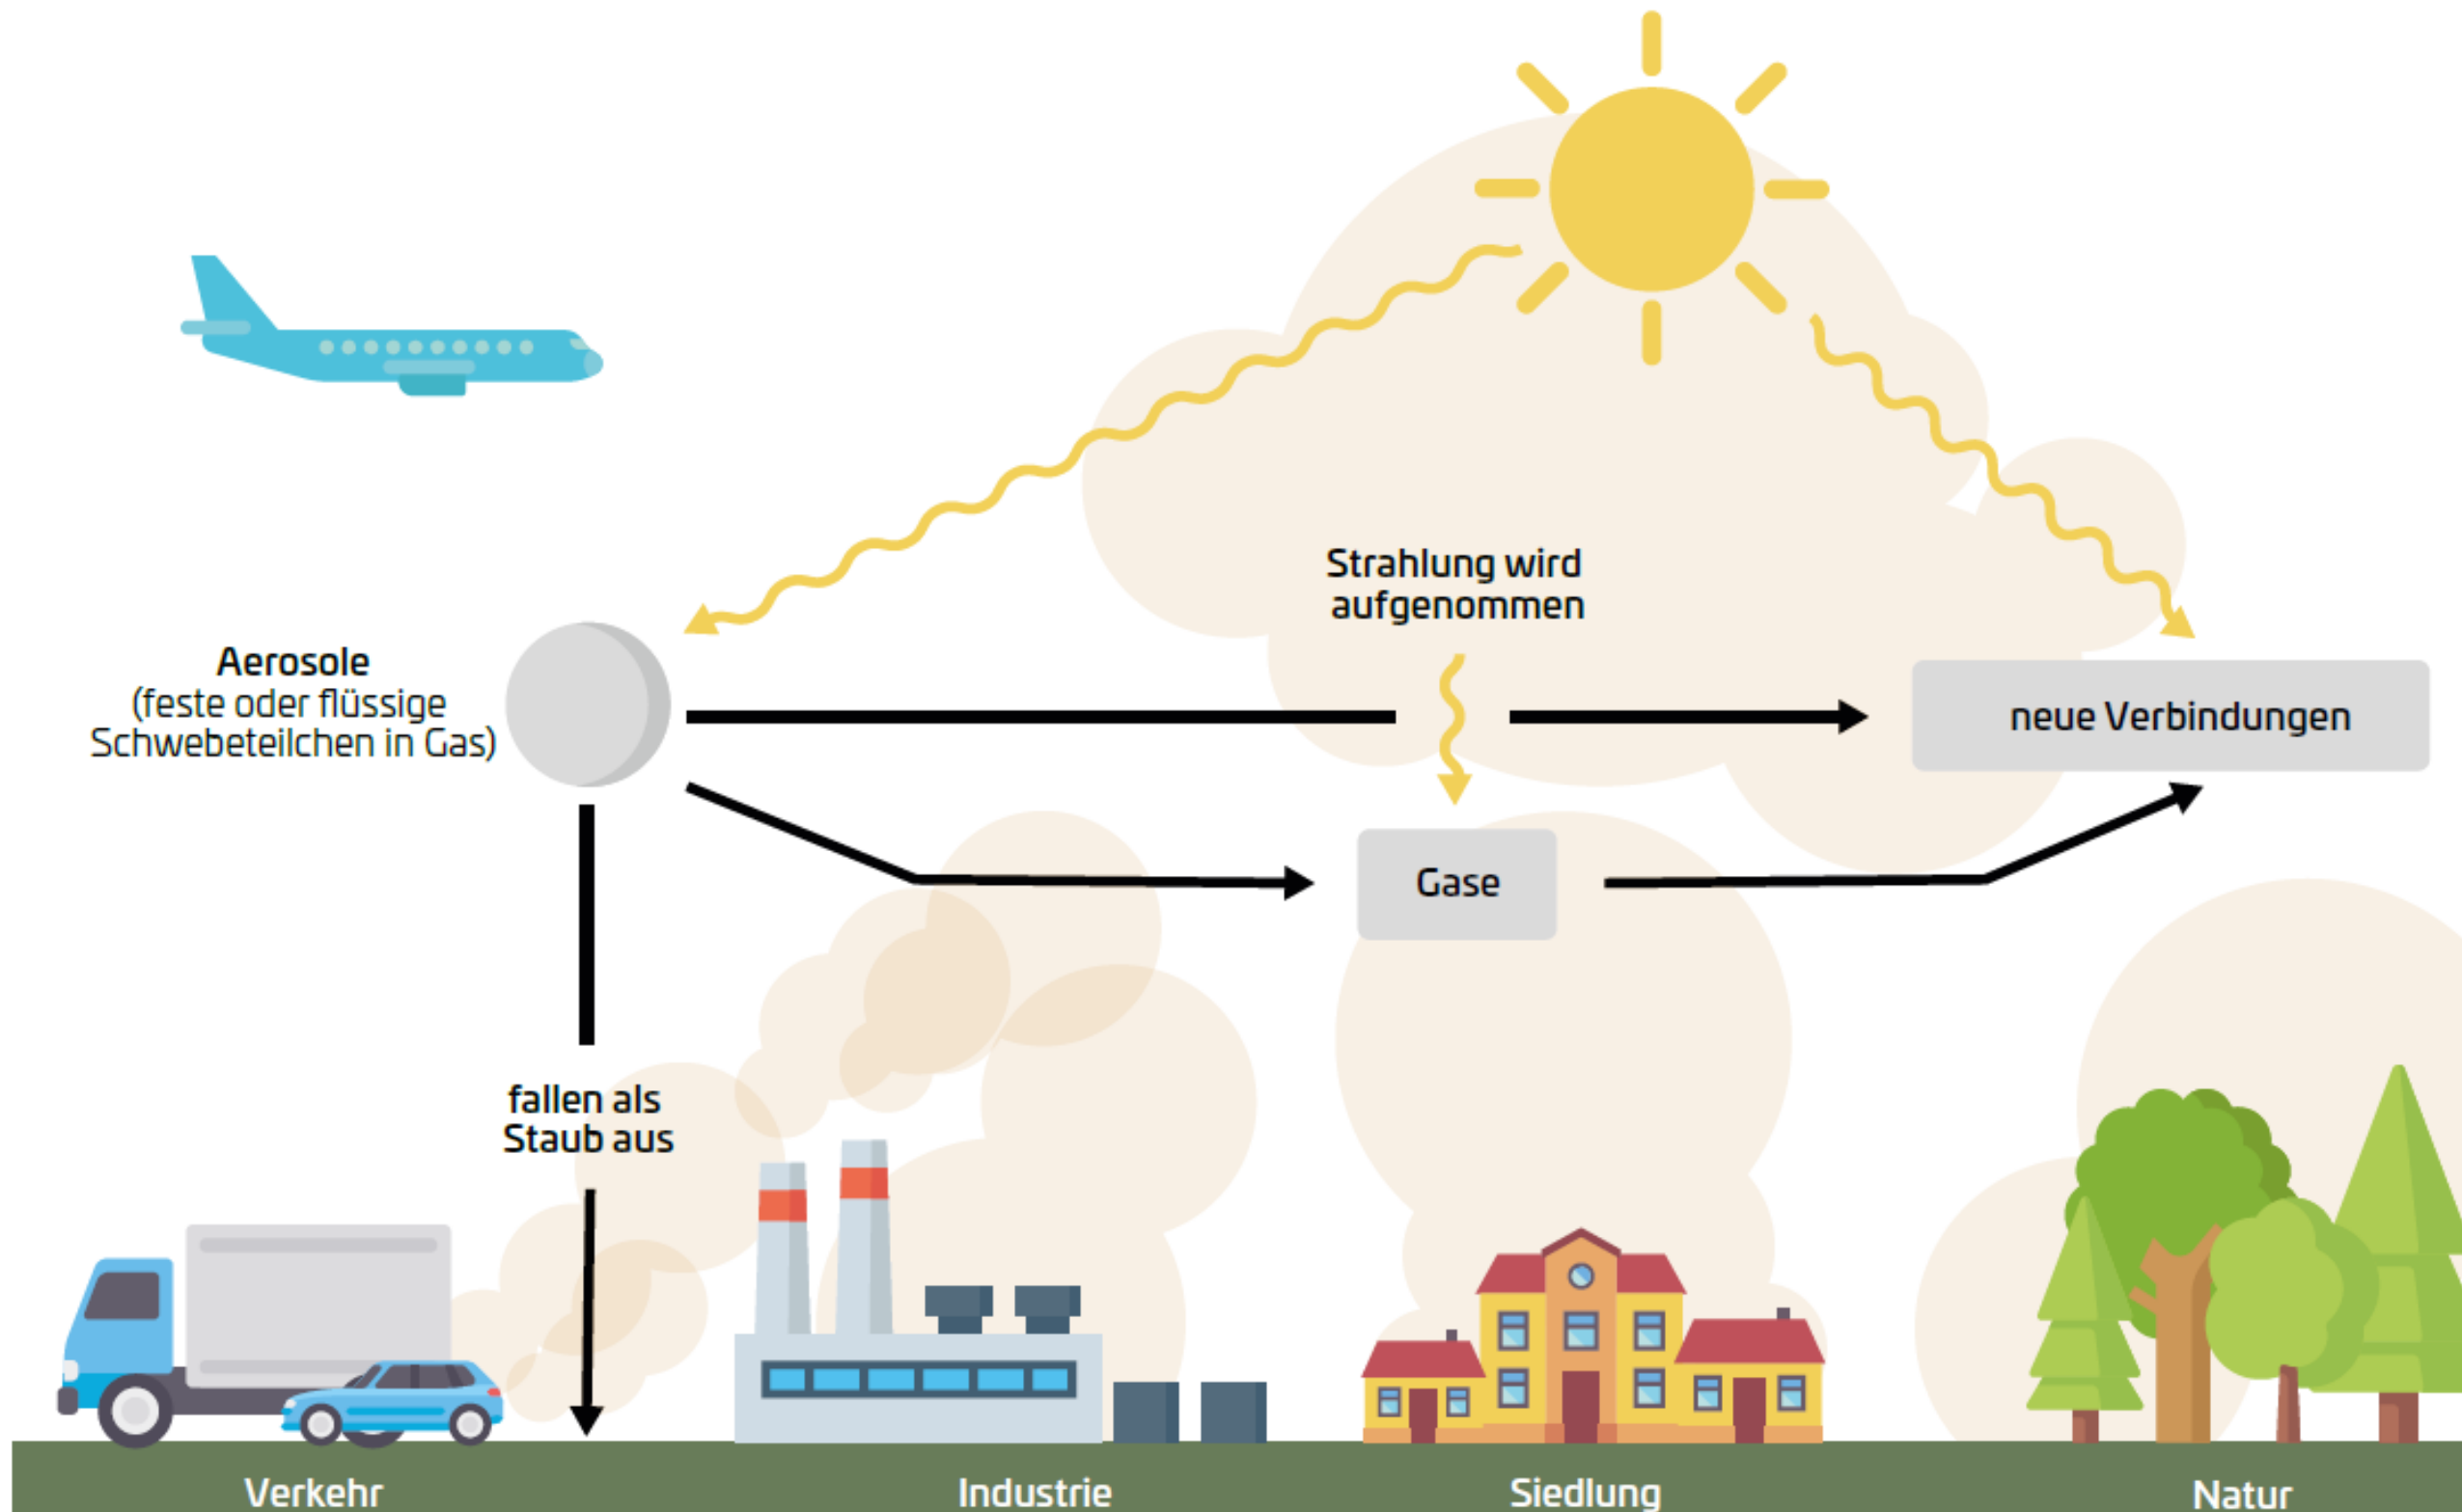 Strahlung wird
aufgenommen
Aerosole
(feste oder flüssige
Schwebeteilchen in Gas)
neue Verbindungen
Gase
fallen als
Staub aus
Verkehr
Industrie
Siedlung
Natur